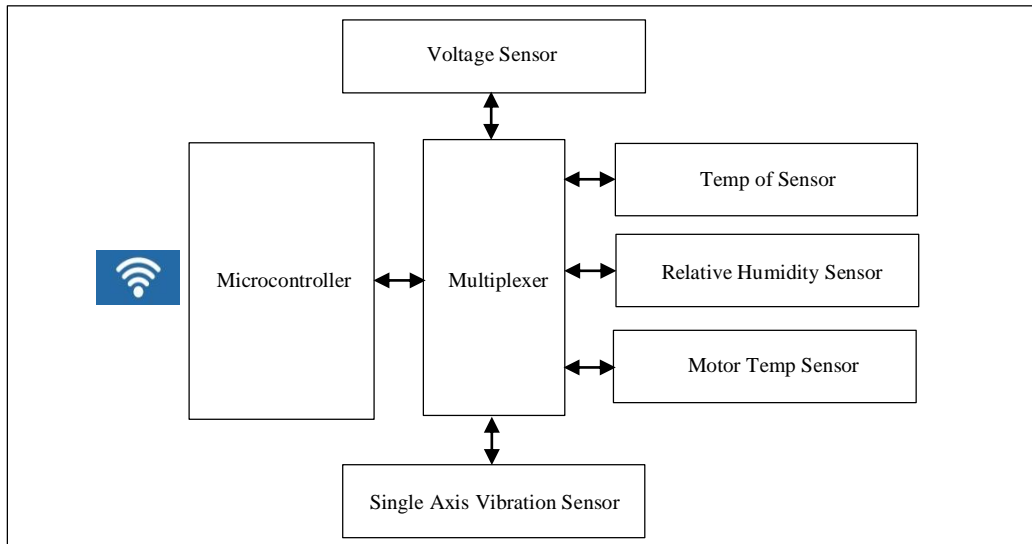 Voltage Sensor
Temp of Sensor
Microcontroller
Multiplexer
Relative Humidity Sensor
Motor Temp Sensor
Single Axis Vibration Sensor